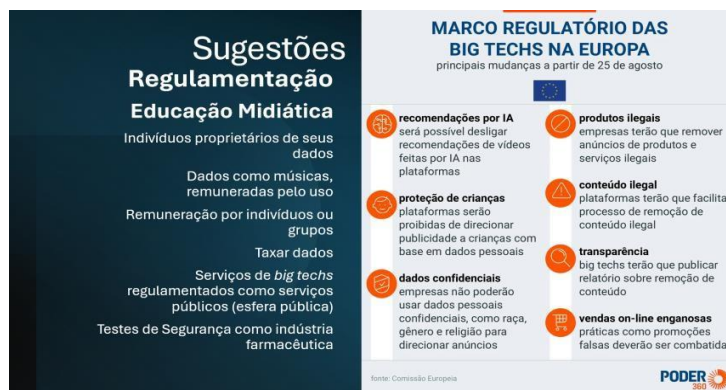 Sugestões
Regulamentação
Educação Midiática
Indivíduos proprietários de seus
dados
Dados como músicas,
remuneradas pelo uso
Remuneração por indivíduos ou
grupos
Taxar dados
Serviços de big techs
regulamentados como serviços
públicos (esfera pública)
Testes de Segurança como indústria
farmacêutica
MARCO REGULATÓRIO DAS
BIG TECHS NA EUROPA
principais mudanças a partir de 25 de agosto
recomendações por IA
será possível desligar
recomendações de vídeos
feitas por IA nas
plataformas
proteção de crianças
plataformas serão
proibidas de direcionar
publicidade a crianças com
base em dados pessoais
dados confidenciais
empresas não poderão
usar dados pessoais
confidenciais, como raça,
gênero e religião para
direcionar anúncios
produtos ilegais
empresas terão que remover
anúncios de produtos e
serviços ilegais
conteúdo ilegal
plataformas terão que facilita
processo de remoção de
conteúdo ilegal
transparência
big techs terão que publicar
relatório sobre remoção de
conteúdo
vendas on-line enganosas
práticas como promoções
falsas deverão ser combatida
fonte: Comissão Europeia
PODER
360